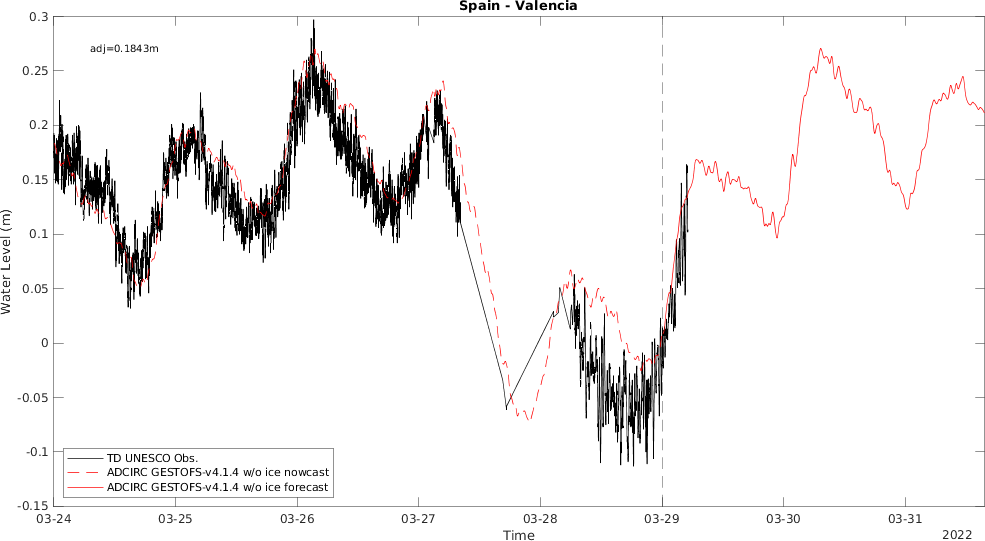 Spain - Valencia
adj=0.1843m
0.3
0.25
0.2
0.15
0.1
0.05
0
-0.05
-0.1
-0.15
Water Level (m)
TD UNESCO Obs.
ADCIRC GESTOFS-v4.1.4 w/o ice nowcast
ADCIRC GESTOFS-v4.1.4 w/o ice forecast
03-24 03-25 03-26 03-27 03-28 03-29 03-30 03-31
Time
2022